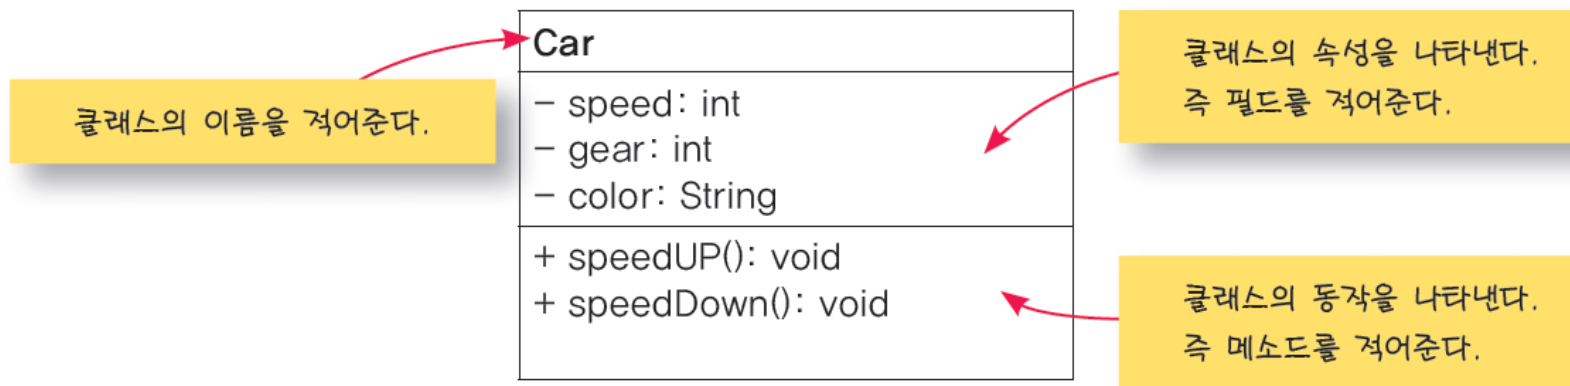 클래스의 이름을 적어준다.
Car
– speed: int
– gear: int
– color: String
+ speedUP(): void
+ speedDown(): void
클래스의 속성을 나타낸다.
즉 필드를 적어준다.
클래스의 동작을 나타낸다.
즉 메소드를 적어준다.